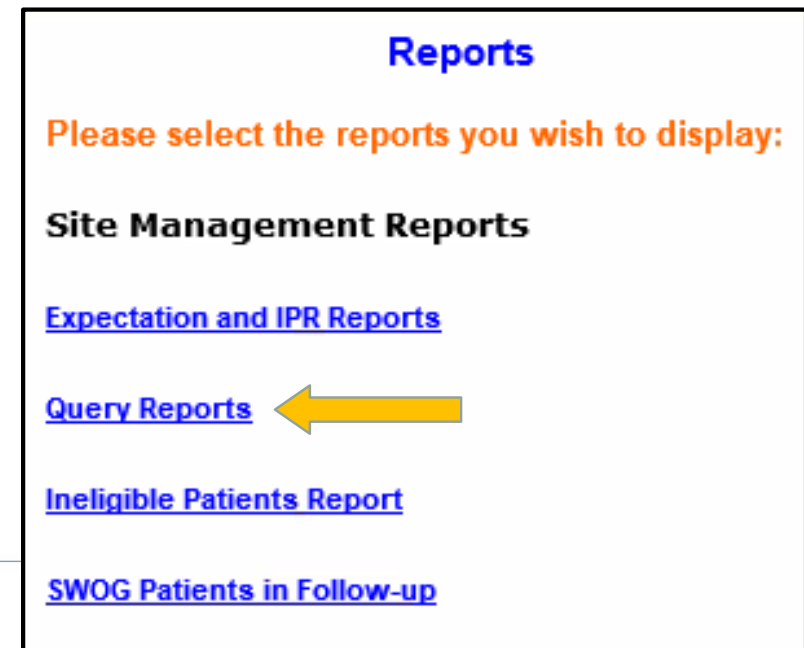 Reports
Please select the reports you wish to display:
Site Management Reports
Expectation and IPR Reports
Query Reports
Ineligible Patients Report
SWOG Patients in Follow-up